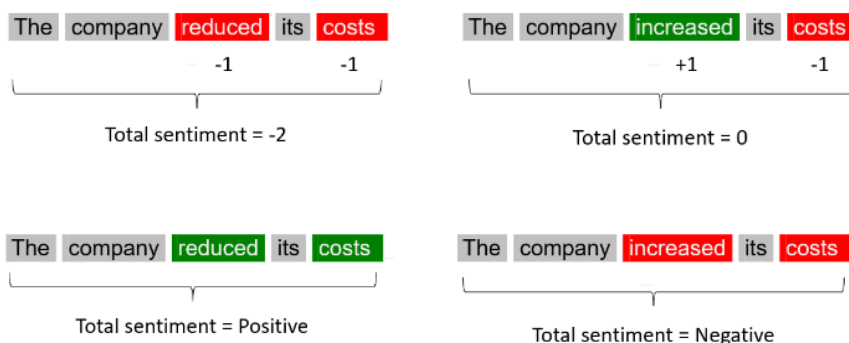 The company reduced its costs
-1 -1
Total sentiment = -2
The company increased its costs
+1 -1
Total sentiment = 0
The company reduced its costs
Total sentiment = Positive
The company increased its costs
Total sentiment = Negative